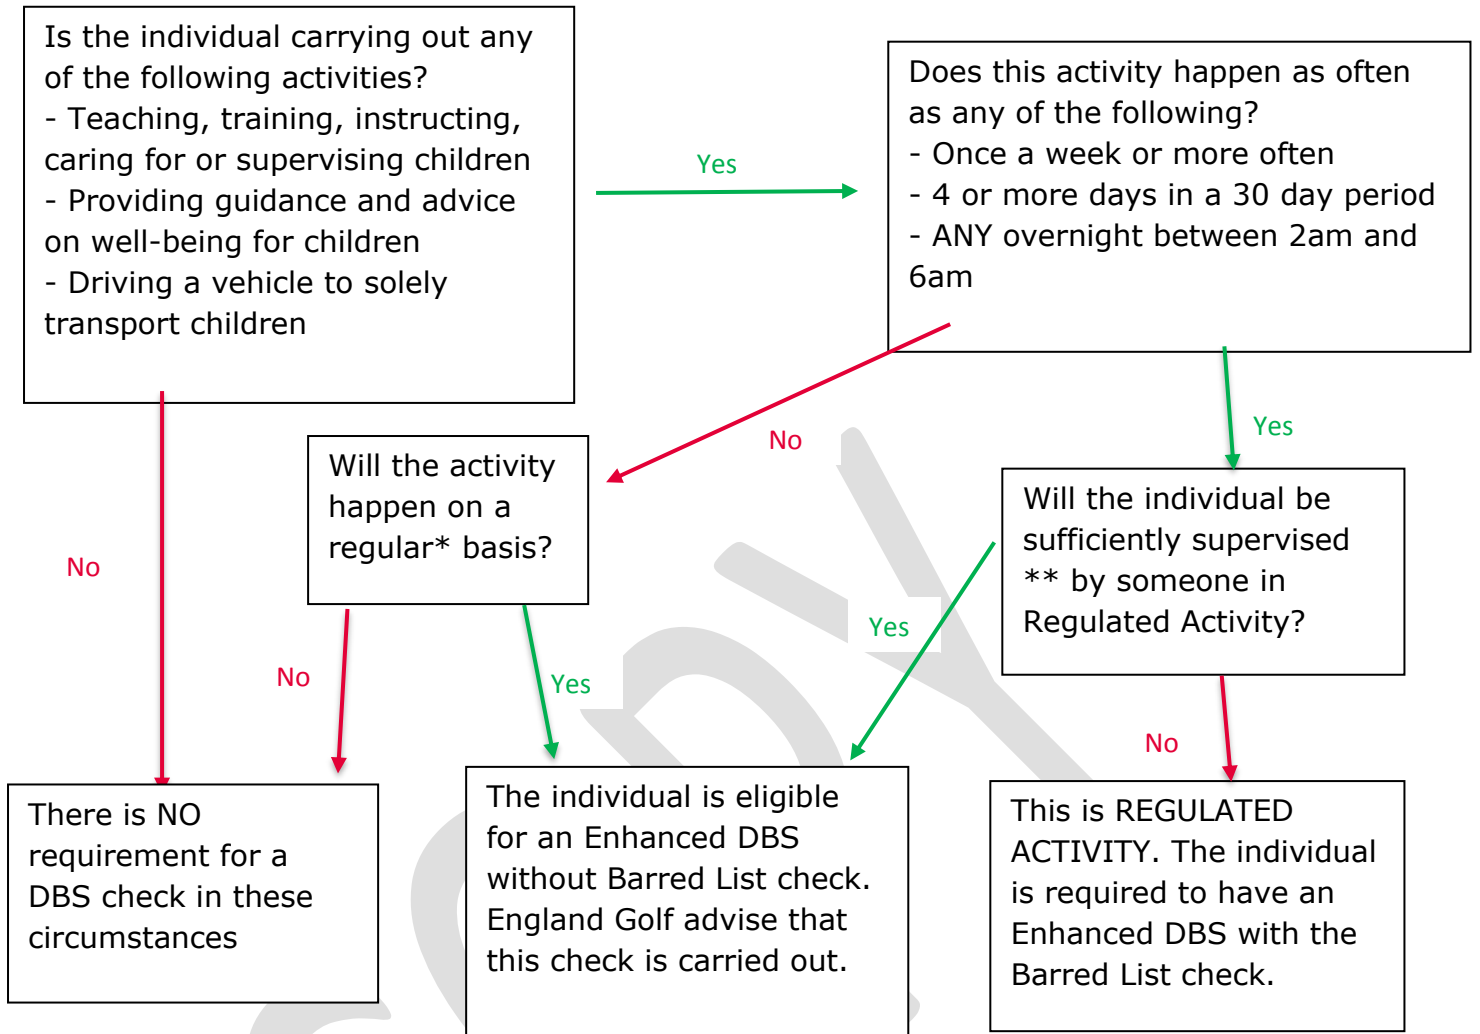 Is the individual carrying out any
of the following activities?
- Teaching, training, instructing,
caring for or supervising children
- Providing guidance and advice
on well-being for children
- Driving a vehicle to solely
transport children
Yes
Does this activity happen as often
as any of the following?
- Once a week or more often
- 4 or more days in a 30 day period
- ANY overnight between 2am and
6am
No
No
Yes
Will the activity
happen on a
regular* basis?
Will the individual be
sufficiently supervised
** by someone in
Regulated Activity?
No
Yes
Yes
No
There is NO
requirement for a
DBS check in these
circumstances
The individual is eligible
for an Enhanced DBS
without Barred List check.
England Golf advise that
this check is carried out.
This is REGULATED
ACTIVITY. The individual
is required to have an
Enhanced DBS with the
Barred List check.